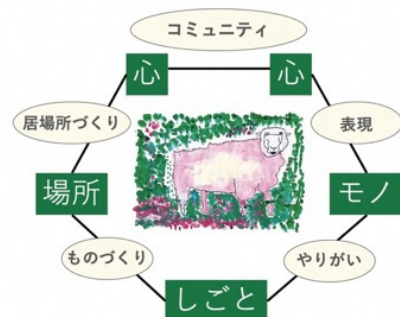 コミュニティ
心
心
居場所づくり
表現
場所
モノ
ものづくり
やりがい
しごと